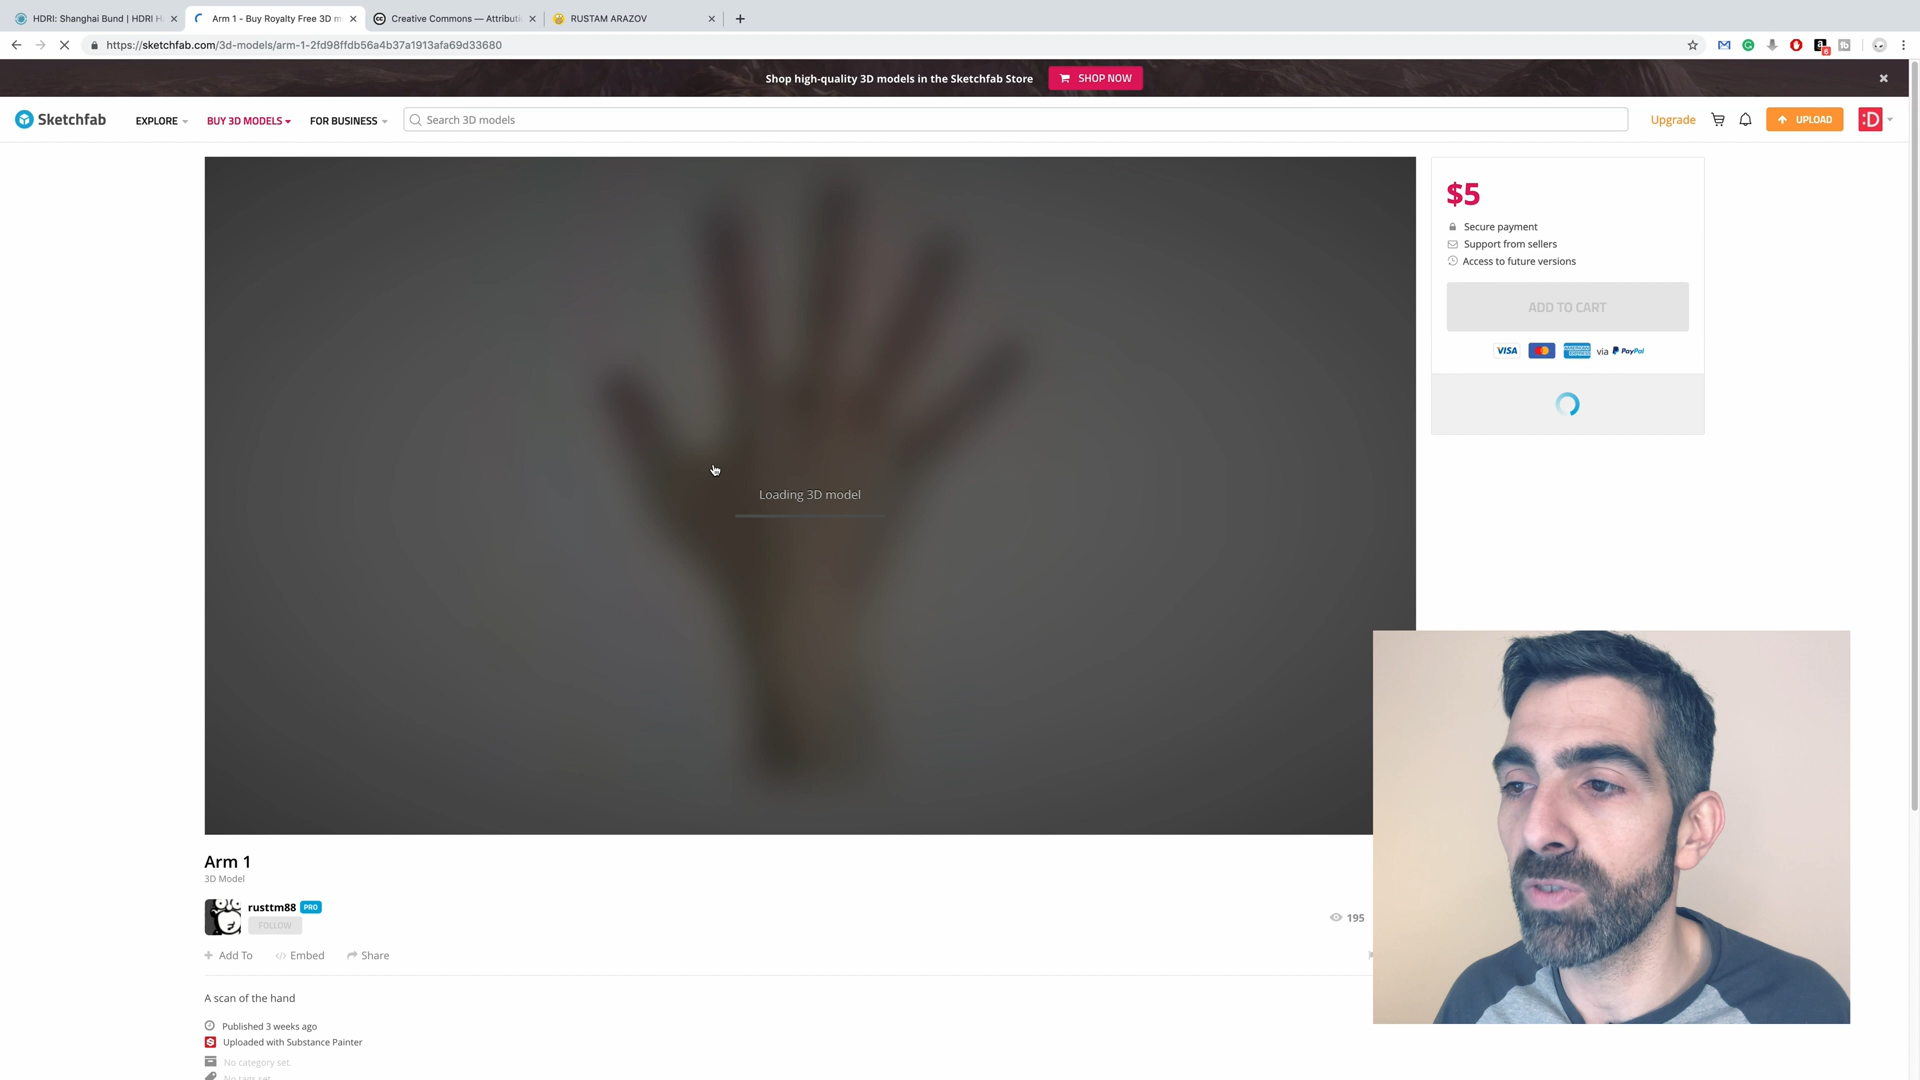 HDRI: Shanghai Bund | HDRI H
Arm 1 - Buy Royalty Free 3D m
Creative Commons — Attributi
RUSTAM ARAZOV
https://sketchfab.com/3d-models/arm-1-2fd98ffdb56a4b37a1913afa69d33680
Shop high-quality 3D models in the Sketchfab Store
SHOP NOW
Sketchfab
EXPLORE
BUY 3D MODELS
FOR BUSINESS
Search 3D models
Upgrade
UPLOAD
:D
$5
Secure payment
Support from sellers
Access to future versions
ADD TO CART
VISA
via PayPal
Loading 3D model
Arm 1
3D Model
rusttm88 PRO
FOLLOW
195
+ Add To
</> Embed
Share
A scan of the hand
Published 3 weeks ago
Uploaded with Substance Painter
No category set.
No tags set.